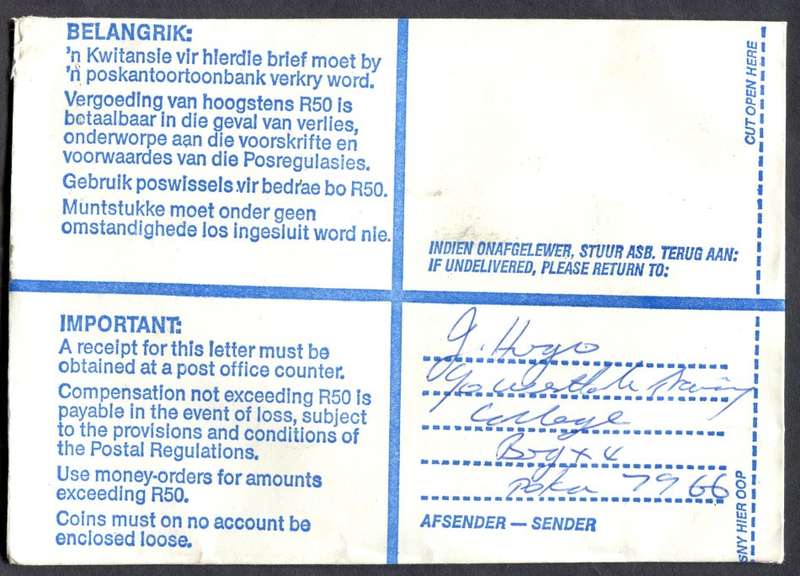 BELANGRIK:
'n Kwitansie vir hierdie brief moet by
'n poskantoortoonbank verkry word.
Vergoeding van hoogstens R50 is
betaalbaar in die geval van verlies,
onderworpe aan die voorskrifte en
voorwaardes van die Posregulasies.
Gebruik poswissels vir bedrae bo R50.
Muntstukke moet onder geen
omstandighede los ingesluit word nie.
CUT OPEN HERE
INDIEN ONAFGELEWER, STUUR ASB. TERUG AAN:
IF UNDELIVERED, PLEASE RETURN TO:
IMPORTANT:
A receipt for this letter must be
obtained at a post office counter.
Compensation not exceeding R50 is
payable in the event of loss, subject
to the provisions and conditions of
the Postal Regulations.
Use money-orders for amounts
exceeding R50.
Coins must on no account be
enclosed loose.
G. Hugo
College
Bag x 4
7966
AFSENDER — SENDER
SNY HIER OOP